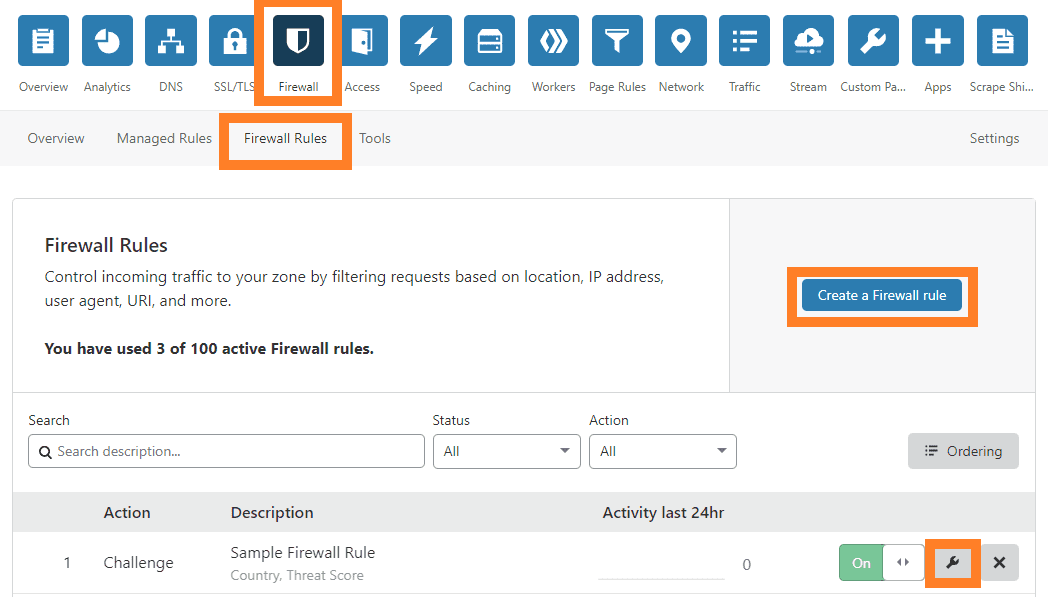 Overview Analytics DNS SSL/TLS Firewall Access Speed Caching Workers Page Rules Network Traffic Stream Custom Pa... Apps Scrape Shi...
Overview Managed Rules Firewall Rules Tools Settings
Firewall Rules
Control incoming traffic to your zone by filtering requests based on location, IP address,
user agent, URI, and more.
Create a Firewall rule
You have used 3 of 100 active Firewall rules.
Search Status Action
Search description... All All Ordering
Action Description Activity last 24hr
1 Challenge Sample Firewall Rule 0 On
Country, Threat Score